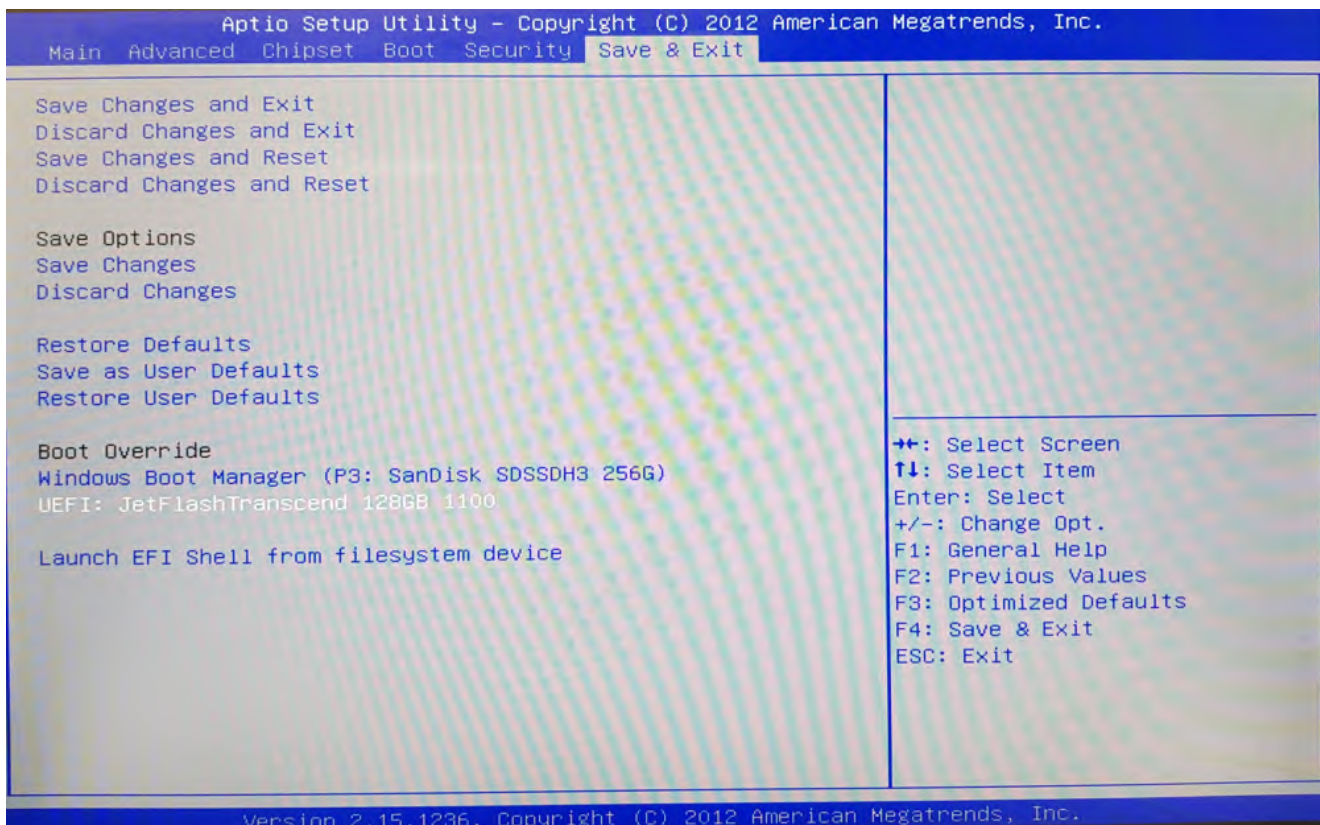 Aptio Setup Utility – Copyright (C) 2012 American Megatrends, Inc.
Main Advanced Chipset Boot Security Save & Exit
Save Changes and Exit
Discard Changes and Exit
Save Changes and Reset
Discard Changes and Reset
Save Options
Save Changes
Discard Changes
Restore Defaults
Save as User Defaults
Restore User Defaults
Boot Override
Windows Boot Manager (P3: SanDisk SDSSDH3 256G)
UEFI: JetFlashTranscend 128GB 1100
Launch EFI Shell from filesystem device
→←: Select Screen
↑↓: Select Item
Enter: Select
+/-: Change Opt.
F1: General Help
F2: Previous Values
F3: Optimized Defaults
F4: Save & Exit
ESC: Exit
Version 2.15.1236. Copyright (C) 2012 American Megatrends, Inc.